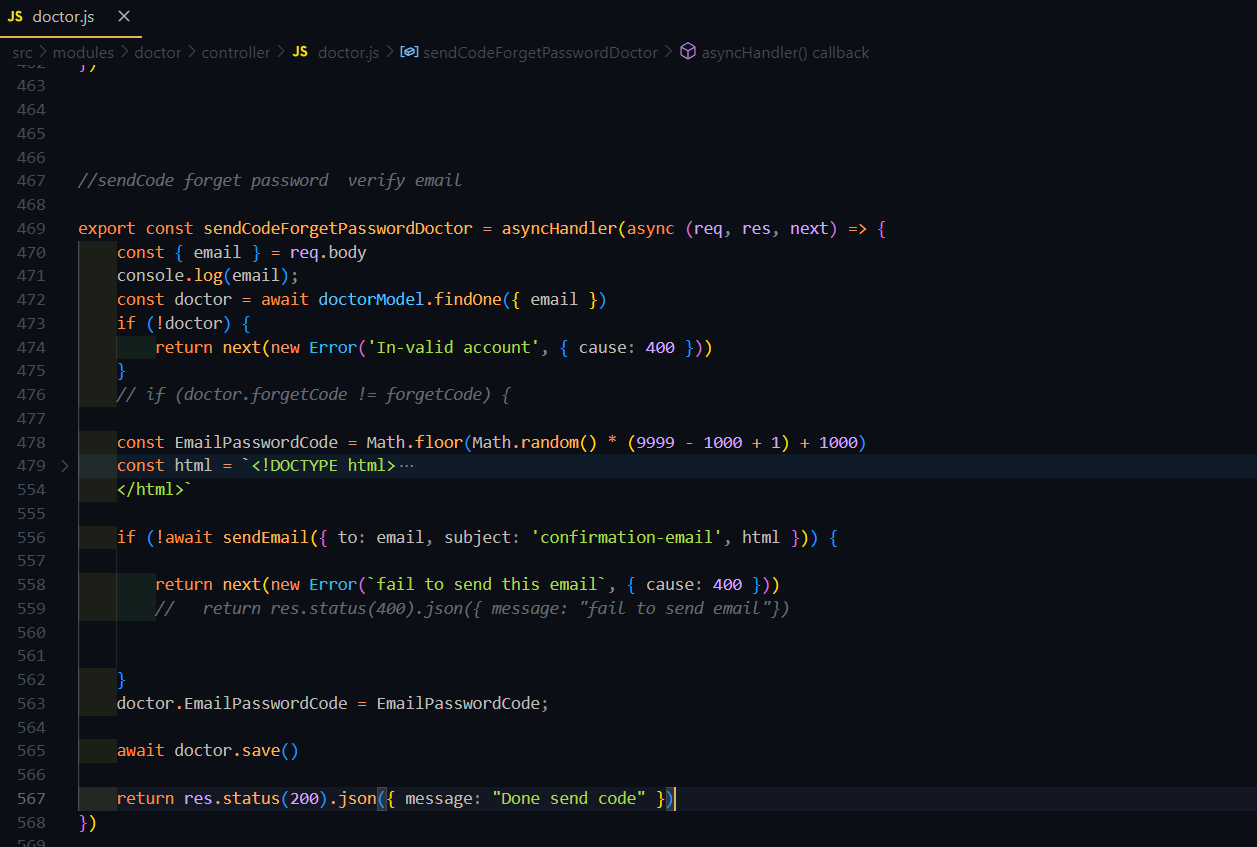 JS doctor.js ×
src > modules > doctor > controller > JS doctor.js > sendCodeForgetPasswordDoctor > asyncHandler() callback
462 })
463
464
465
466
467 //sendCode forget password  verify email
468
469 export const sendCodeForgetPasswordDoctor = asyncHandler(async (req, res, next) => {
470     const { email } = req.body
471     console.log(email);
472     const doctor = await doctorModel.findOne({ email })
473     if (!doctor) {
474         return next(new Error('In-valid account', { cause: 400 }))
475     }
476     // if (doctor.forgetCode != forgetCode) {
477
478     const EmailPasswordCode = Math.floor(Math.random() * (9999 - 1000 + 1) + 1000)
479 >     const html = `<!DOCTYPE html>···
554     </html>`
555
556     if (!await sendEmail({ to: email, subject: 'confirmation-email', html })) {
557
558         return next(new Error(`fail to send this email`, { cause: 400 }))
559         //   return res.status(400).json({ message: "fail to send email"})
560
561
562     }
563     doctor.EmailPasswordCode = EmailPasswordCode;
564
565     await doctor.save()
566
567     return res.status(200).json({ message: "Done send code" })
568 })
569